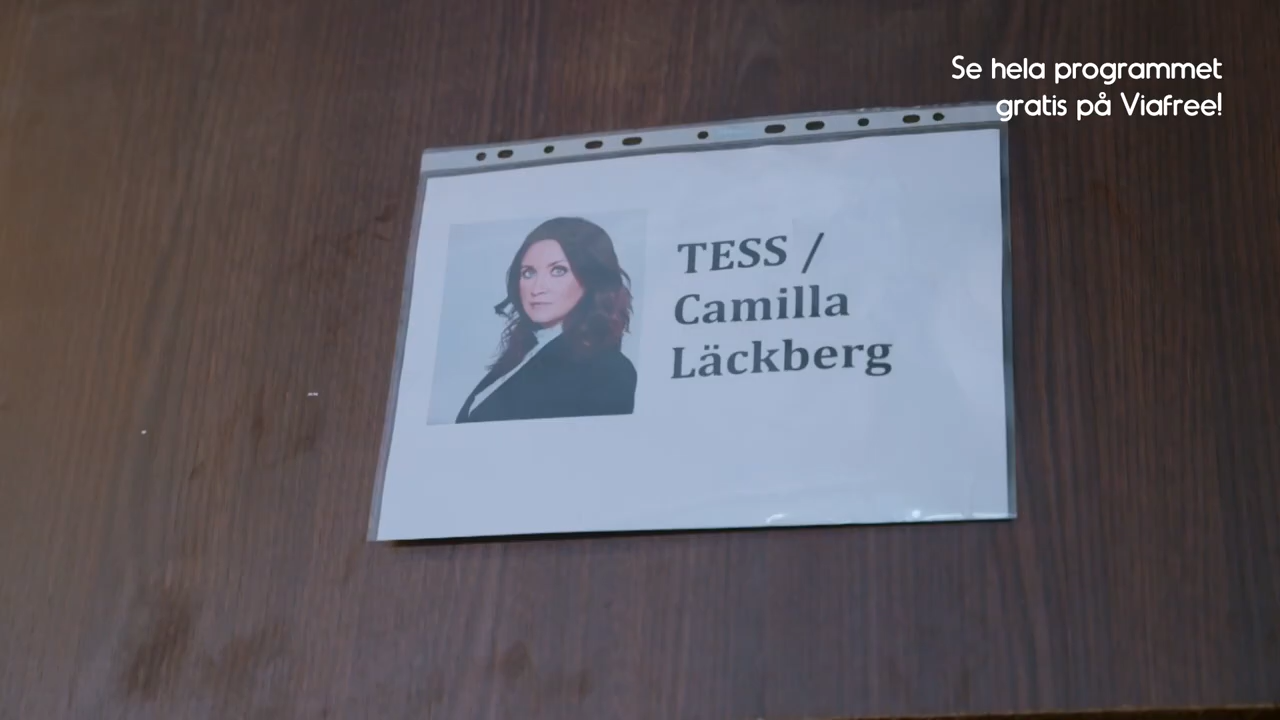 Se hela programmet
gratis på Viafree!
TESS /
Camilla
Läckberg